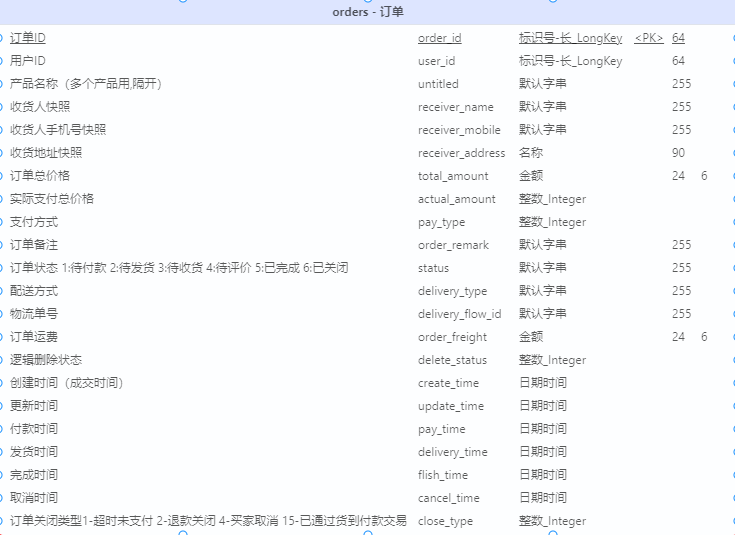 orders - 订单
订单ID order_id 标识号-长_LongKey <PK> 64
用户ID user_id 标识号-长_LongKey 64
产品名称（多个产品用,隔开） untitled 默认字串 255
收货人快照 receiver_name 默认字串 255
收货人手机号快照 receiver_mobile 默认字串 255
收货地址快照 receiver_address 名称 90
订单总价格 total_amount 金额 24 6
实际支付总价格 actual_amount 整数_Integer
支付方式 pay_type 整数_Integer
订单备注 order_remark 默认字串 255
订单状态 1:待付款 2:待发货 3:待收货 4:待评价 5:已完成 6:已关闭 status 默认字串 255
配送方式 delivery_type 默认字串 255
物流单号 delivery_flow_id 默认字串 255
订单运费 order_freight 金额 24 6
逻辑删除状态 delete_status 整数_Integer
创建时间（成交时间） create_time 日期时间
更新时间 update_time 日期时间
付款时间 pay_time 日期时间
发货时间 delivery_time 日期时间
完成时间 flish_time 日期时间
取消时间 cancel_time 日期时间
订单关闭类型1-超时未支付 2-退款关闭 4-买家取消 15-已通过货到付款交易 close_type 整数_Integer